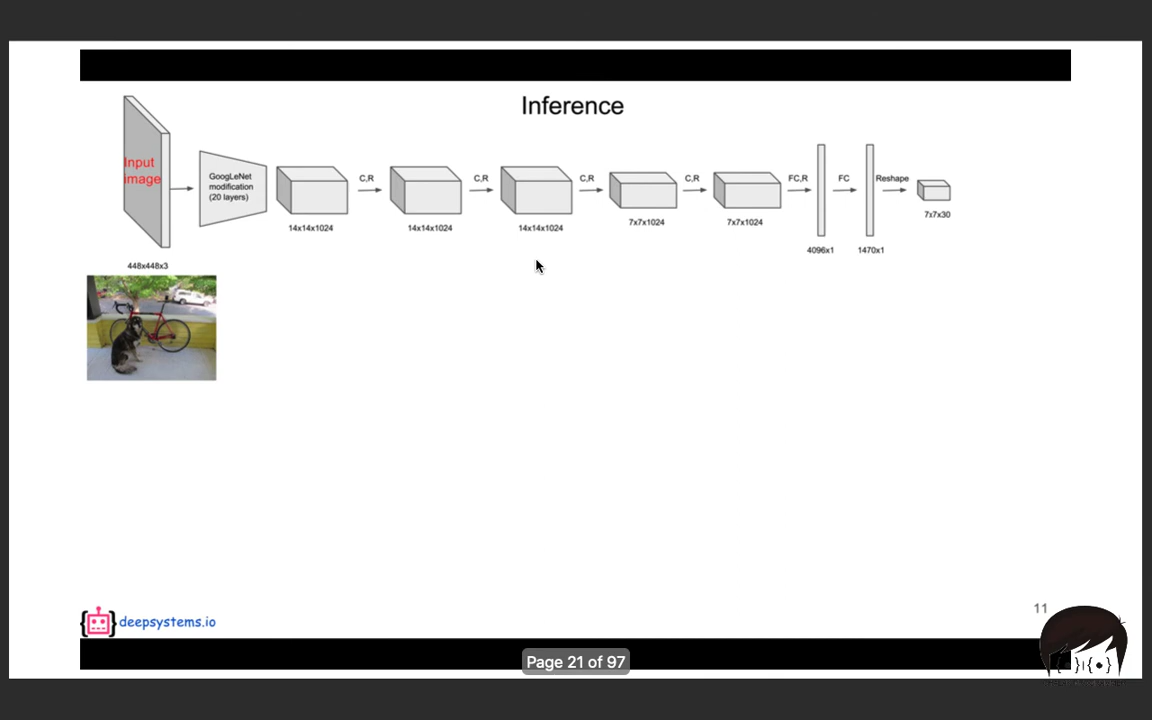 Inference
Input
image
GoogLeNet
modification
(20 layers)
C,R
C,R
C,R
C,R
FC,R
FC
Reshape
448x448x3
14x14x1024
14x14x1024
14x14x1024
7x7x1024
7x7x1024
4096x1
1470x1
7x7x30
deepsystems.io
11
Page 21 of 97